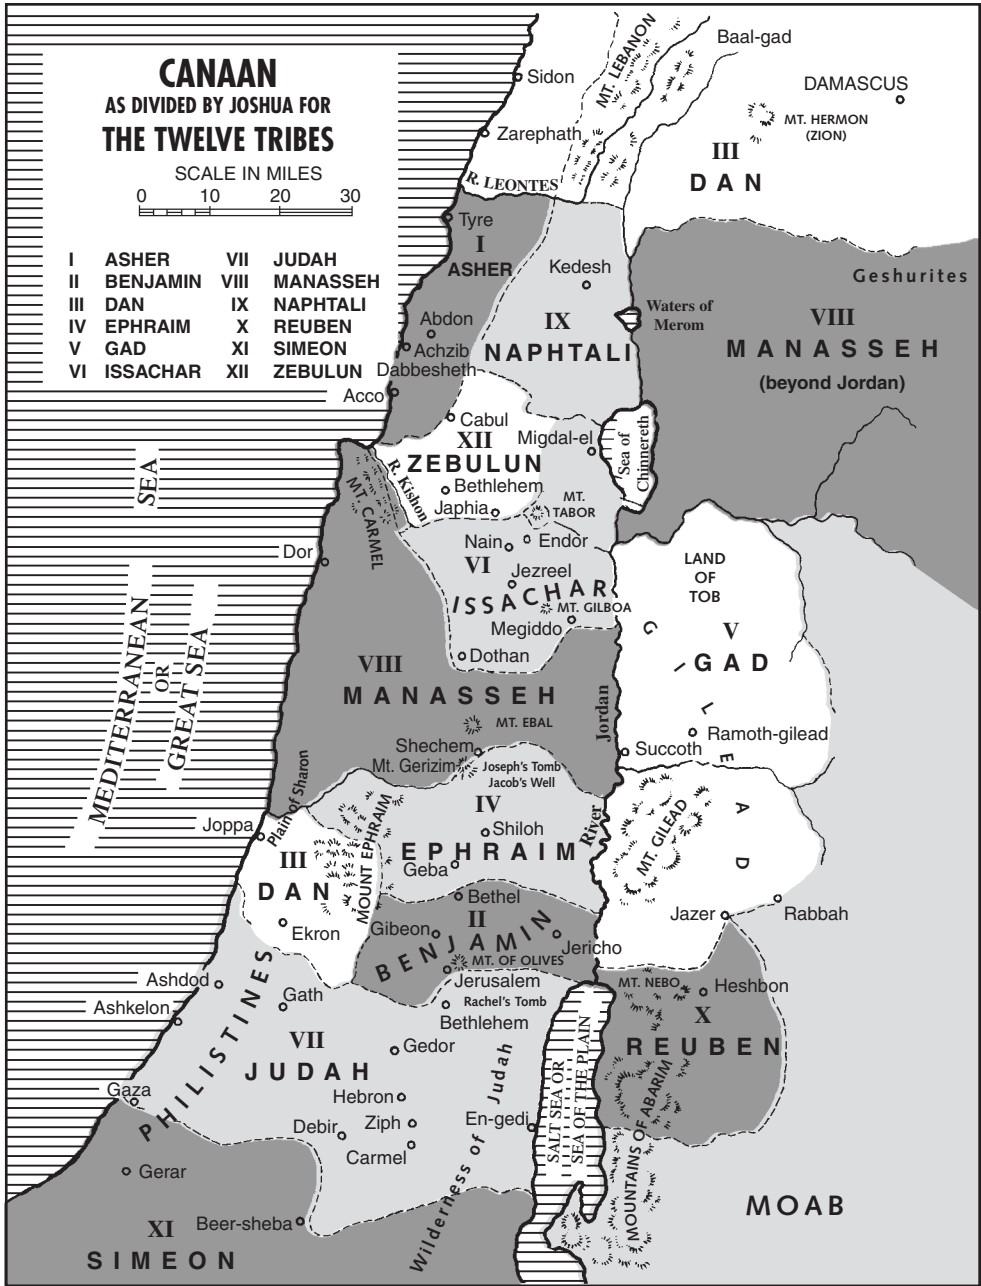 CANAAN
AS DIVIDED BY JOSHUA FOR
THE TWELVE TRIBES
SCALE IN MILES
0 10 20 30
I ASHER VII JUDAH
II BENJAMIN VIII MANASSEH
III DAN IX NAPHTALI
IV EPHRAIM X REUBEN
V GAD XI SIMEON
VI ISSACHAR XII ZEBULUN
MT. LEBANON
Baal-gad
Sidon
DAMASCUS
MT. HERMON
(ZION)
Zarephath
III
DAN
R. LEONTES
Tyre
I
ASHER
Kedesh
Geshurites
Waters of
Merom
IX
NAPHTALI
VIII
MANASSEH
(beyond Jordan)
Abdon
Achzib
Dabbesheth
Acco
Cabul
XII
ZEBULUN
Migdal-el
Sea of
Chinnereth
R. Kishon
Bethlehem
Japhia
MT.
TABOR
MT. CARMEL
Dor
Nain
Endor
VI
Jezreel
ISSACHAR
MT. GILBOA
Megiddo
Dothan
LAND
OF
TOB
V
GAD
GILEAD
MEDITERRANEAN
OR
GREAT SEA
SEA
VIII
MANASSEH
MT. EBAL
Jordan
River
Ramoth-gilead
Succoth
Shechem
Mt. Gerizim
Joseph's Tomb
Jacob's Well
Plain of Sharon
Joppa
IV
Shiloh
EPHRAIM
Geba
MOUNT EPHRAIM
MT. GILEAD
III
DAN
Ekron
Bethel
II
Gibeon
BENJAMIN
Jericho
MT. OF OLIVES
Jazer
Rabbah
Jerusalem
Rachel's Tomb
Bethlehem
MT. NEBO
Heshbon
X
REUBEN
Ashdod
Ashkelon
Gath
PHILISTINES
VII
JUDAH
Gedor
Hebron
Gaza
Debir
Ziph
Carmel
En-gedi
Wilderness of Judah
SALT SEA OR
SEA OF THE PLAIN
MOUNTAINS OF ABARIM
MOAB
Gerar
Beer-sheba
XI
SIMEON